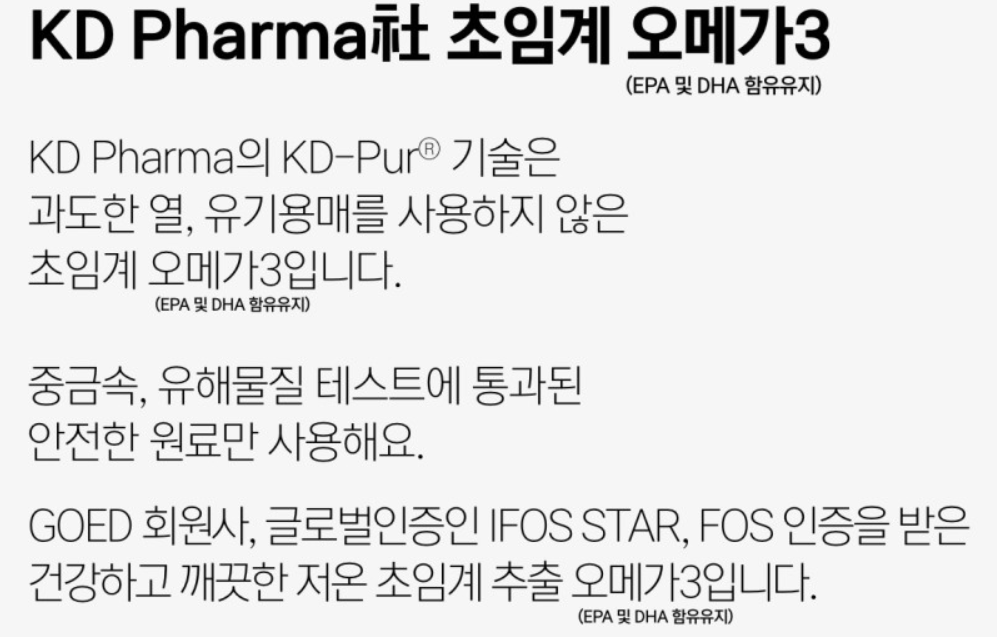 KD Pharma社 초임계 오메가3
(EPA 및 DHA 함유유지)
KD Pharma의 KD-Pur® 기술은
과도한 열, 유기용매를 사용하지 않은
초임계 오메가3입니다.
(EPA 및 DHA 함유유지)
중금속, 유해물질 테스트에 통과된
안전한 원료만 사용해요.
GOED 회원사, 글로벌인증인 IFOS STAR, FOS 인증을 받은
건강하고 깨끗한 저온 초임계 추출 오메가3입니다.
(EPA 및 DHA 함유유지)